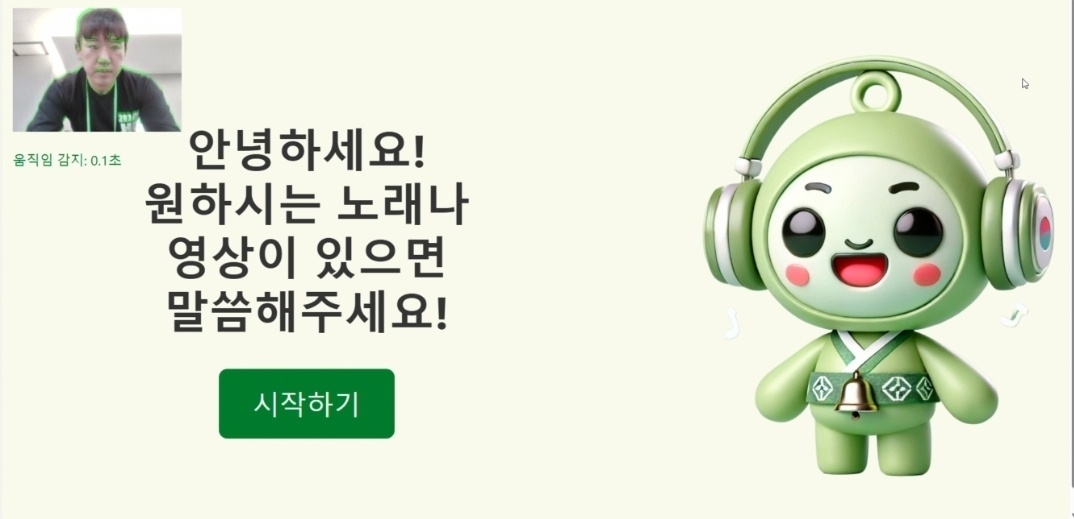 움직임 감지: 0.1초
안녕하세요!
원하시는 노래나
영상이 있으면
말씀해주세요!
시작하기